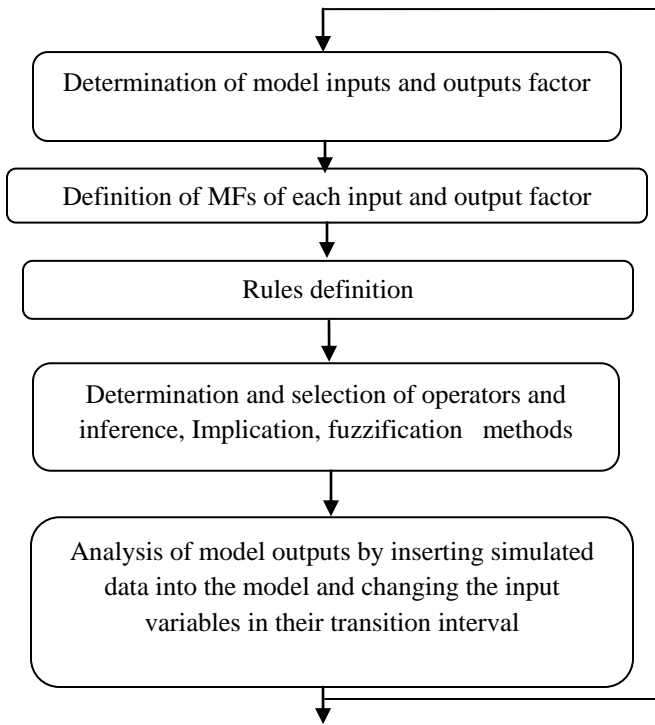 Determination of model inputs and outputs factor
Definition of MFs of each input and output factor
Rules definition
Determination and selection of operators and
inference, Implication, fuzzification methods
Analysis of model outputs by inserting simulated
data into the model and changing the input
variables in their transition interval